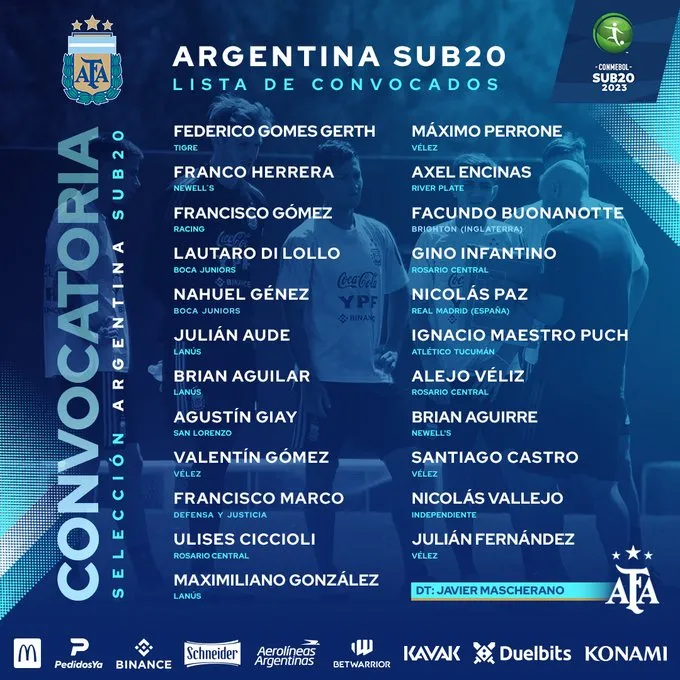 AFA
ARGENTINA SUB20
LISTA DE CONVOCADOS
-CONMEBOL-
SUB20
2023
CONVOCATORIA
SELECCIÓN ARGENTINA SUB20
FEDERICO GOMES GERTH
TIGRE
FRANCO HERRERA
NEWELL'S
FRANCISCO GÓMEZ
RACING
LAUTARO DI LOLLO
BOCA JUNIORS
NAHUEL GÉNEZ
BOCA JUNIORS
JULIÁN AUDE
LANÚS
BRIAN AGUILAR
LANÚS
AGUSTÍN GIAY
SAN LORENZO
VALENTÍN GÓMEZ
VÉLEZ
FRANCISCO MARCO
DEFENSA Y JUSTICIA
ULISES CICCIOLI
ROSARIO CENTRAL
MAXIMILIANO GONZÁLEZ
LANÚS
MÁXIMO PERRONE
VÉLEZ
AXEL ENCINAS
RIVER PLATE
FACUNDO BUONANOTTE
BRIGHTON (INGLATERRA)
GINO INFANTINO
ROSARIO CENTRAL
NICOLÁS PAZ
REAL MADRID (ESPAÑA)
IGNACIO MAESTRO PUCH
ATLÉTICO TUCUMÁN
ALEJO VÉLIZ
ROSARIO CENTRAL
BRIAN AGUIRRE
NEWELL'S
SANTIAGO CASTRO
VÉLEZ
NICOLÁS VALLEJO
INDEPENDIENTE
JULIÁN FERNÁNDEZ
VÉLEZ
DT: JAVIER MASCHERANO
AFA
Coca-Cola
YPF
BINANCE
PedidosYa
BINANCE
Schneider
Aerolíneas
Argentinas
BETWARRIOR
KAVAK
Duelbits
KONAMI